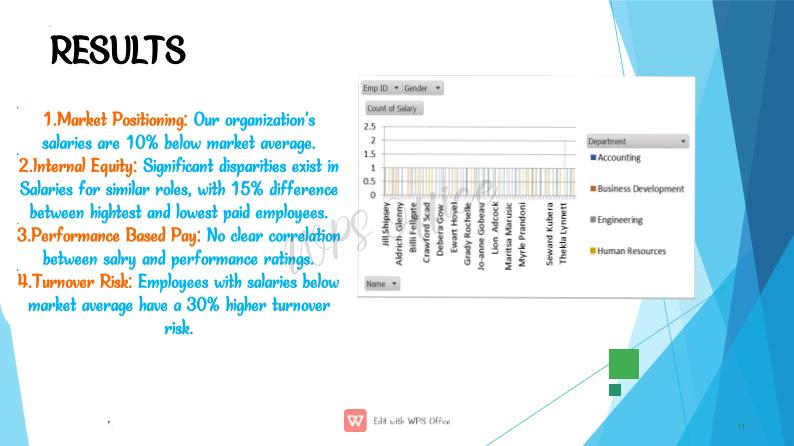 RESULTS
1.Market Positioning: Our organization's
salaries are 10% below market average.
2.Internal Equity: Significant disparities exist in
Salaries for similar roles, with 15% difference
between hightest and lowest paid employees.
3.Performance Based Pay: No clear correlation
between salry and performance ratings.
4.Turnover Risk: Employees with salaries below
market average have a 30% higher turnover
risk.
Emp ID Gender
Count of Salary
2.5
2
1.5
1
0.5
0
Jill Shipsey
Aldrich Glenny
Billi Fellgate
Crawford Scad
Debera Gow
Ewart Hovel
Grady Rochelle
Jo-anne Gobeau
Lion Adcock
Maritsa Marusic
Myrle Prandoni
Seward Kubera
Thekla Lynnett
Department
Accounting
Business Development
Engineering
Human Resources
Name
WPS Office
Edit with WPS Office
11